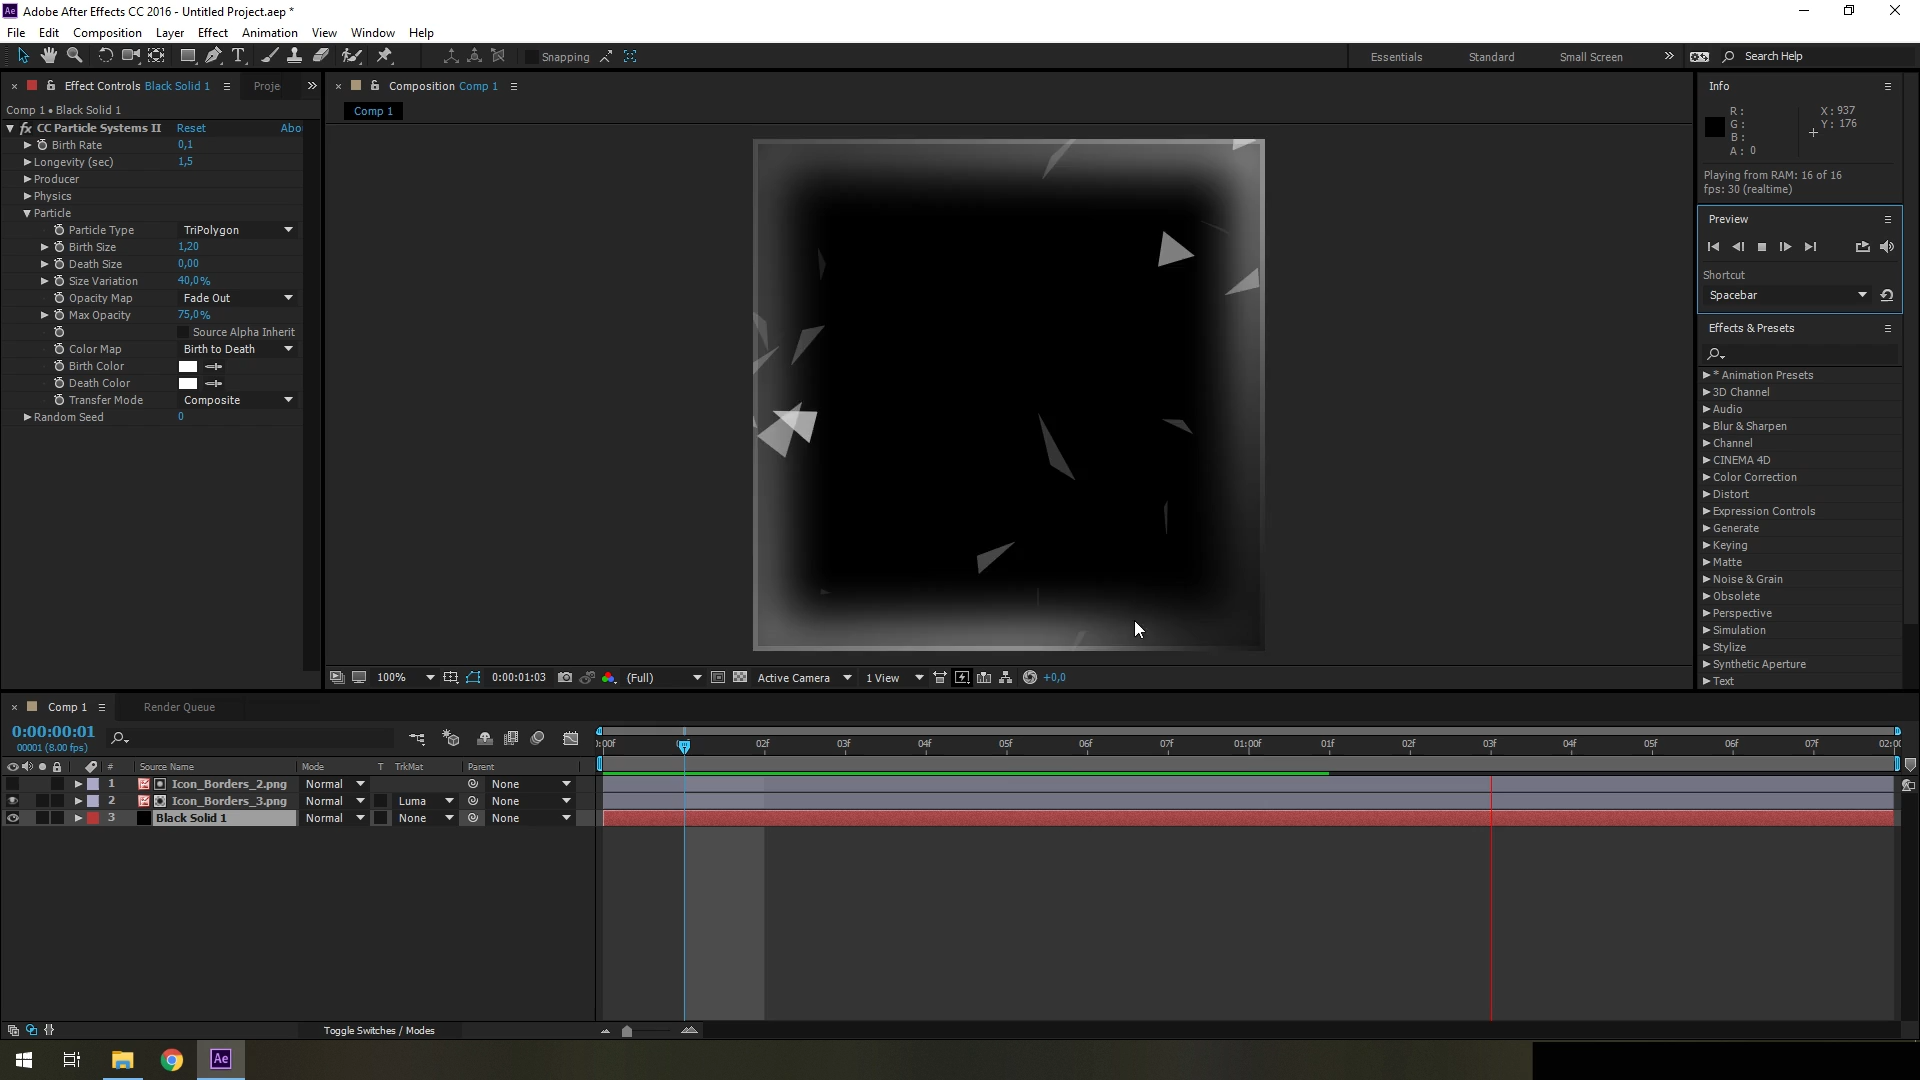 Adobe After Effects CC 2016 - Untitled Project.aep *
File Edit Composition Layer Effect Animation View Window Help
Snapping
Essentials Standard Small Screen » Search Help
Effect Controls Black Solid 1 Proje »
Comp 1 • Black Solid 1
fx CC Particle Systems II Reset Abo
Birth Rate 0,1
Longevity (sec) 1,5
Producer
Physics
Particle
Particle Type TriPolygon
Birth Size 1,20
Death Size 0,00
Size Variation 40,0%
Opacity Map Fade Out
Max Opacity 75,0%
Source Alpha Inherit
Color Map Birth to Death
Birth Color
Death Color
Transfer Mode Composite
Random Seed 0
Composition Comp 1
Comp 1
100% 0:00:01:03 (Full) Active Camera 1 View +0,0
Info
R :
G :
B :
A : 0
X : 937
Y : 176
Playing from RAM: 16 of 16
fps: 30 (realtime)
Preview
Shortcut
Spacebar
Effects & Presets
* Animation Presets
3D Channel
Audio
Blur & Sharpen
Channel
CINEMA 4D
Color Correction
Distort
Expression Controls
Generate
Keying
Matte
Noise & Grain
Obsolete
Perspective
Simulation
Stylize
Synthetic Aperture
Text
Comp 1 Render Queue
0:00:00:01
00001 (8.00 fps)
# Source Name Mode T TrkMat Parent
1 Icon_Borders_2.png Normal None
2 Icon_Borders_3.png Normal Luma None
3 Black Solid 1 Normal None None
):00f 02f 03f 04f 05f 06f 07f 01:00f 01f 02f 03f 04f 05f 06f 07f 02:0
Toggle Switches / Modes
Ae